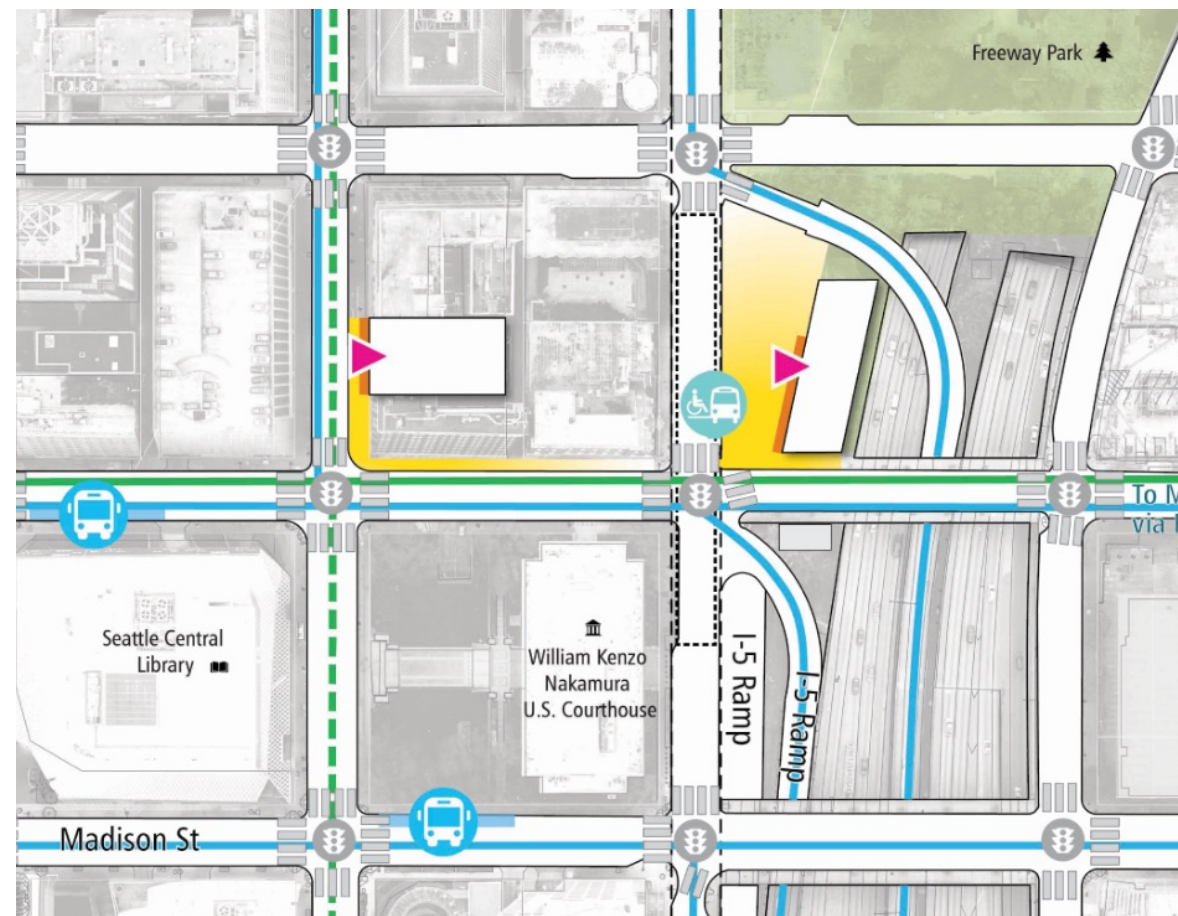 Freeway Park
To M
via
Seattle Central
Library
William Kenzo
Nakamura
U.S. Courthouse
I-5 Ramp
I-5 Ramp
Madison St